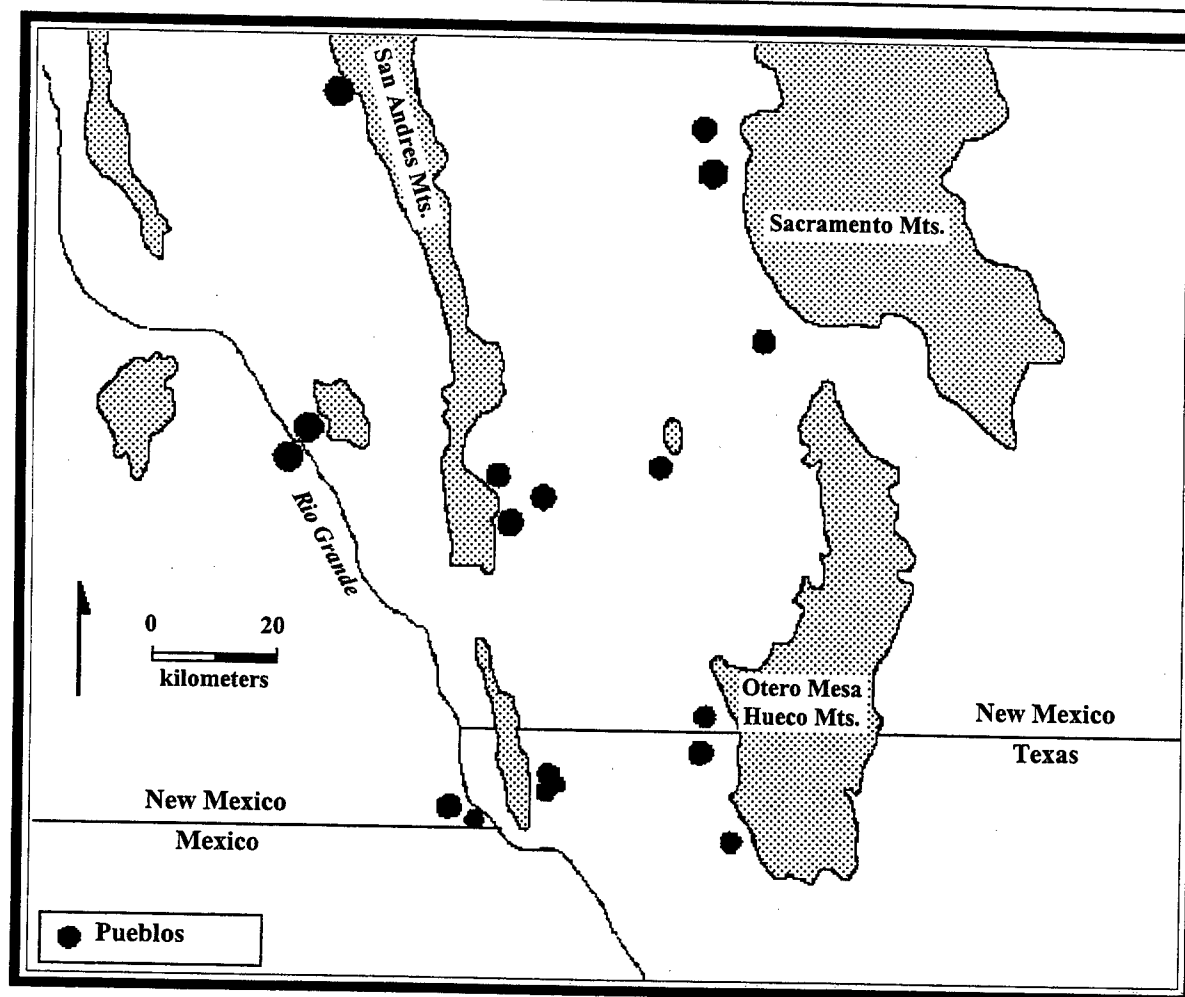 San Andres Mts.
Sacramento Mts.
Rio Grande
0 20
kilometers
Otero Mesa
Hueco Mts.
New Mexico
Texas
New Mexico
Mexico
Pueblos